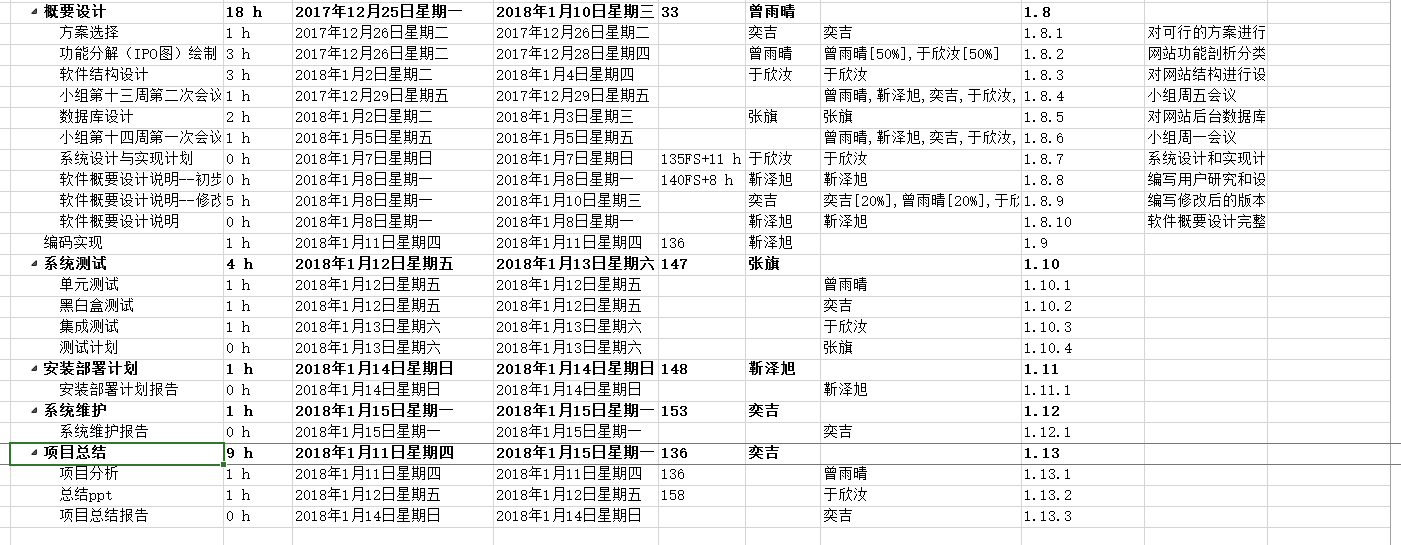 概要设计 18 h 2017年12月25日星期一 2018年1月10日星期三 33 曾雨晴 1.8
方案选择 1 h 2017年12月26日星期二 2017年12月26日星期二 奕吉 奕吉 1.8.1 对可行的方案进行
功能分解（IPO图）绘制 3 h 2017年12月26日星期二 2017年12月28日星期四 曾雨晴 曾雨晴[50%],于欣汝[50%] 1.8.2 网站功能剖析分类
软件结构设计 3 h 2018年1月2日星期二 2018年1月4日星期四 于欣汝 于欣汝 1.8.3 对网站结构进行设
小组第十三周第二次会议 1 h 2017年12月29日星期五 2017年12月29日星期五 曾雨晴,靳泽旭,奕吉,于欣汝, 1.8.4 小组周五会议
数据库设计 2 h 2018年1月2日星期二 2018年1月3日星期三 张旗 张旗 1.8.5 对网站后台数据库
小组第十四周第一次会议 1 h 2018年1月5日星期五 2018年1月5日星期五 曾雨晴,靳泽旭,奕吉,于欣汝, 1.8.6 小组周一会议
系统设计与实现计划 0 h 2018年1月7日星期日 2018年1月7日星期日 135FS+11 h 于欣汝 于欣汝 1.8.7 系统设计和实现计
软件概要设计说明--初步 0 h 2018年1月8日星期一 2018年1月8日星期一 140FS+8 h 靳泽旭 靳泽旭 1.8.8 编写用户研究和设
软件概要设计说明--修改 5 h 2018年1月8日星期一 2018年1月10日星期三 奕吉 奕吉[20%],曾雨晴[20%],于欣 1.8.9 编写修改后的版本
软件概要设计说明 0 h 2018年1月8日星期一 2018年1月8日星期一 靳泽旭 靳泽旭 1.8.10 软件概要设计完整
编码实现 1 h 2018年1月11日星期四 2018年1月11日星期四 136 靳泽旭 1.9
系统测试 4 h 2018年1月12日星期五 2018年1月13日星期六 147 张旗 1.10
单元测试 1 h 2018年1月12日星期五 2018年1月12日星期五 曾雨晴 1.10.1
黑白盒测试 1 h 2018年1月12日星期五 2018年1月12日星期五 奕吉 1.10.2
集成测试 1 h 2018年1月13日星期六 2018年1月13日星期六 于欣汝 1.10.3
测试计划 0 h 2018年1月13日星期六 2018年1月13日星期六 张旗 1.10.4
安装部署计划 1 h 2018年1月14日星期日 2018年1月14日星期日 148 靳泽旭 1.11
安装部署计划报告 0 h 2018年1月14日星期日 2018年1月14日星期日 靳泽旭 1.11.1
系统维护 1 h 2018年1月15日星期一 2018年1月15日星期一 153 奕吉 1.12
系统维护报告 0 h 2018年1月15日星期一 2018年1月15日星期一 奕吉 1.12.1
项目总结 9 h 2018年1月11日星期四 2018年1月15日星期一 136 奕吉 1.13
项目分析 1 h 2018年1月11日星期四 2018年1月11日星期四 136 曾雨晴 1.13.1
总结ppt 1 h 2018年1月12日星期五 2018年1月12日星期五 158 于欣汝 1.13.2
项目总结报告 0 h 2018年1月14日星期日 2018年1月14日星期日 奕吉 1.13.3